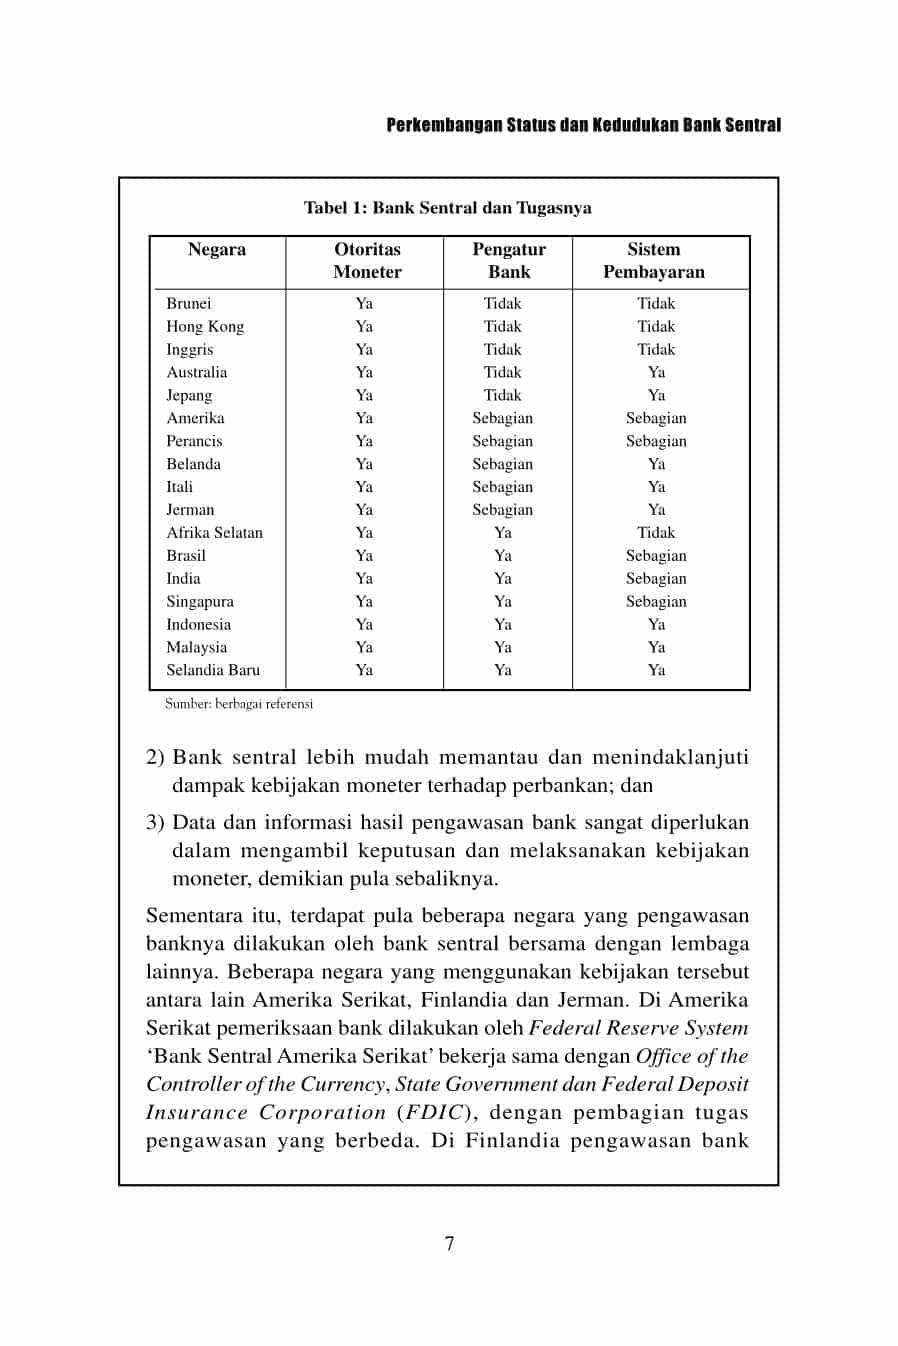 Perkembangan Status dan Kedudukan Bank Sentral
Tabel 1: Bank Sentral dan Tugasnya
Negara Otoritas Pengatur Sistem
Moneter Bank Pembayaran
Brunei Ya Tidak Tidak
Hong Kong Ya Tidak Tidak
Inggris Ya Tidak Tidak
Australia Ya Tidak Ya
Jepang Ya Tidak Ya
Amerika Ya Sebagian Sebagian
Perancis Ya Sebagian Sebagian
Belanda Ya Sebagian Ya
Itali Ya Sebagian Ya
Jerman Ya Sebagian Ya
Afrika Selatan Ya Ya Tidak
Brasil Ya Ya Sebagian
India Ya Ya Sebagian
Singapura Ya Ya Sebagian
Indonesia Ya Ya Ya
Malaysia Ya Ya Ya
Selandia Baru Ya Ya Ya
Sumber: berbagai referensi
2) Bank sentral lebih mudah memantau dan menindaklanjuti
dampak kebijakan moneter terhadap perbankan; dan
3) Data dan informasi hasil pengawasan bank sangat diperlukan
dalam mengambil keputusan dan melaksanakan kebijakan
moneter, demikian pula sebaliknya.
Sementara itu, terdapat pula beberapa negara yang pengawasan
banknya dilakukan oleh bank sentral bersama dengan lembaga
lainnya. Beberapa negara yang menggunakan kebijakan tersebut
antara lain Amerika Serikat, Finlandia dan Jerman. Di Amerika
Serikat pemeriksaan bank dilakukan oleh Federal Reserve System
‘Bank Sentral Amerika Serikat’ bekerja sama dengan Office of the
Controller of the Currency, State Government dan Federal Deposit
Insurance Corporation (FDIC), dengan pembagian tugas
pengawasan yang berbeda. Di Finlandia pengawasan bank
7